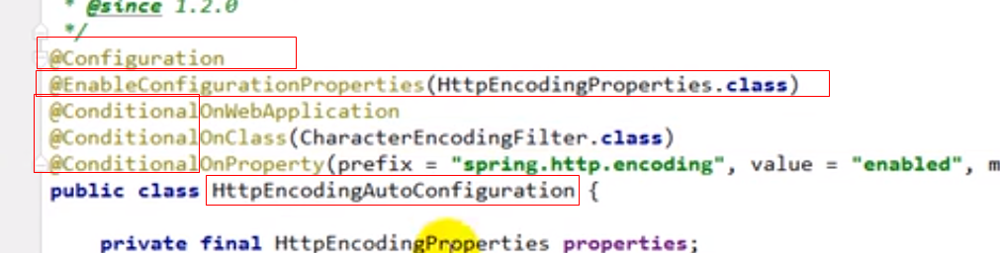 * @since 1.2.0
*/
@Configuration
@EnableConfigurationProperties(HttpEncodingProperties.class)
@ConditionalOnWebApplication
@ConditionalOnClass(CharacterEncodingFilter.class)
@ConditionalOnProperty(prefix = "spring.http.encoding", value = "enabled", m
public class HttpEncodingAutoConfiguration {
private final HttpEncodingProperties properties;